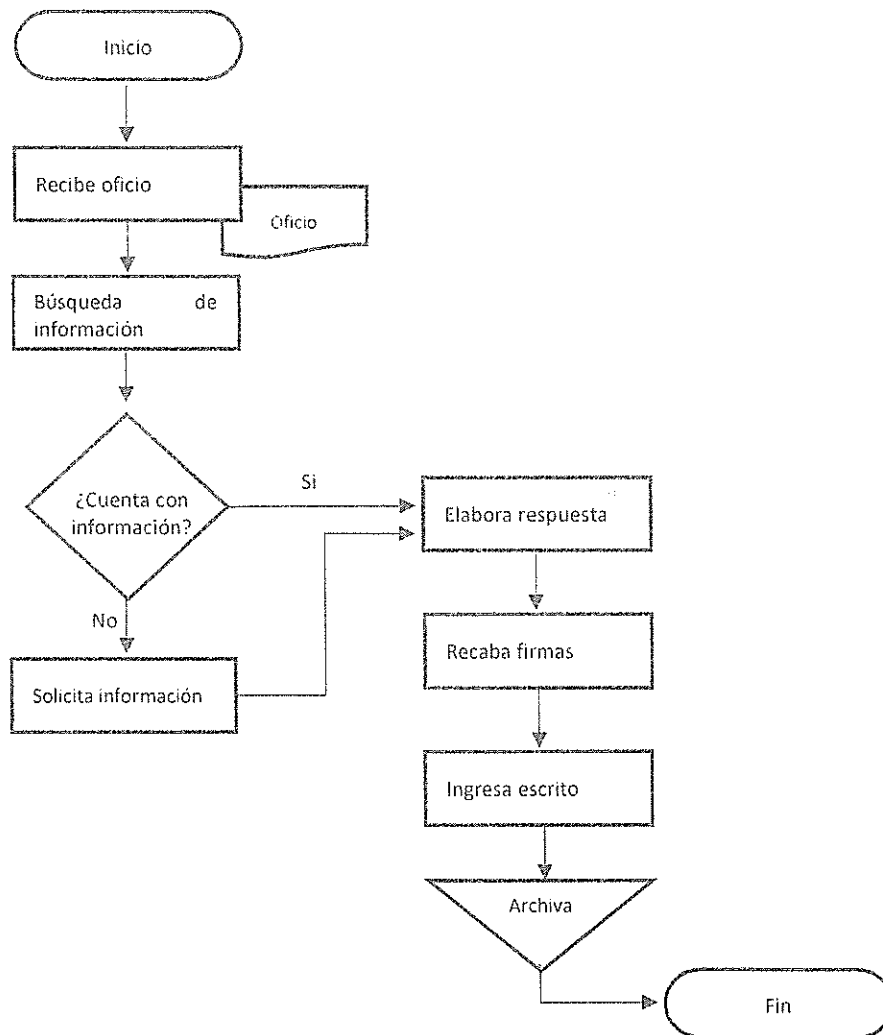 Inicio
Recibe oficio
Oficio
Búsqueda de
información
¿Cuenta con
información?
Si
No
Solicita información
Elabora respuesta
Recaba firmas
Ingresa escrito
Archiva
Fin